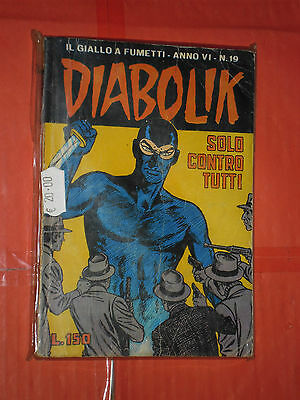 IL GIALLO A FUMETTI - ANNO VI - N.19
DIABOLIK
SOLO
CONTRO
TUTTI
€ 20.00
L. 150